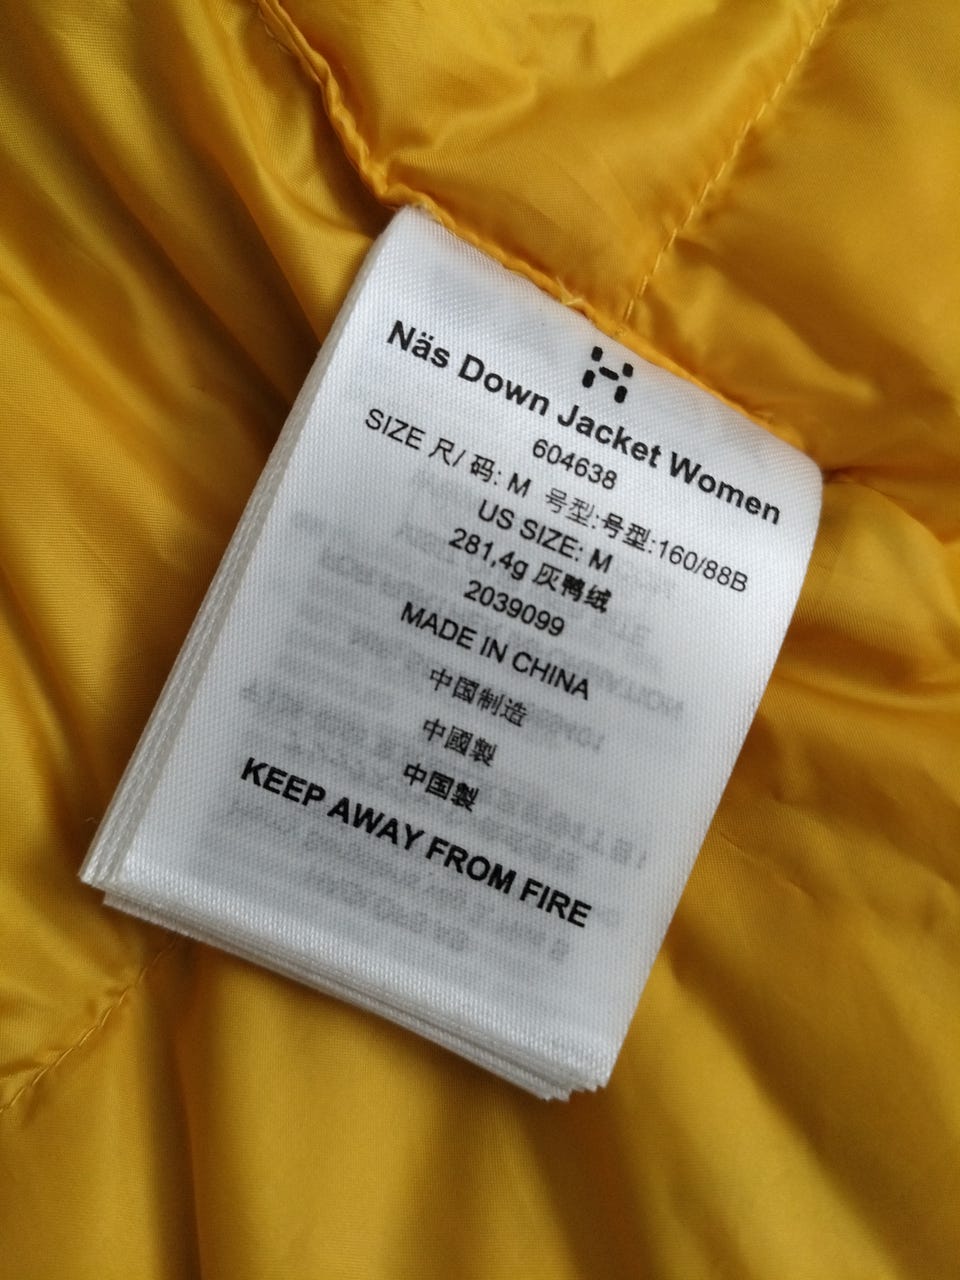 Näs Down Jacket Women
604638
SIZE 尺/ 码: M 号型:号型:160/88B
US SIZE: M
281,4g 灰鸭绒
2039099
MADE IN CHINA
中国制造
中國製
中国製
KEEP AWAY FROM FIRE